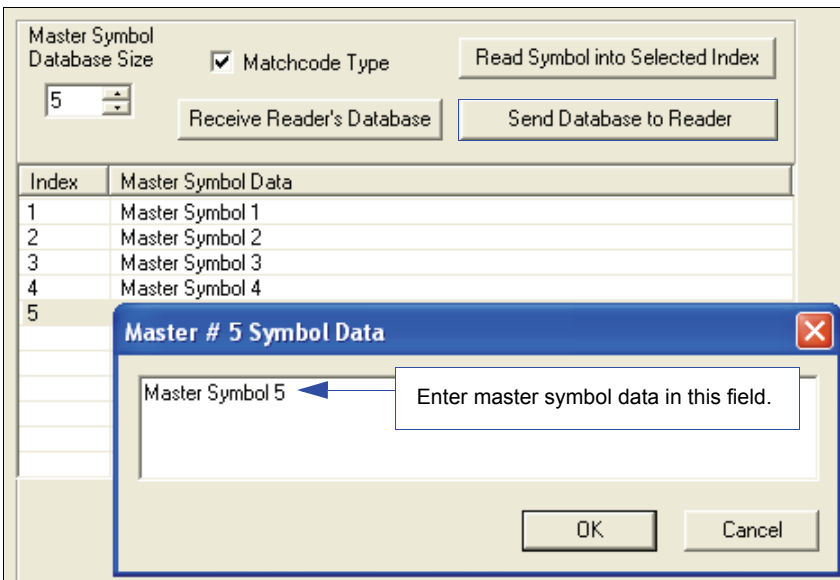 Master Symbol
Database Size
Matchcode Type
Read Symbol into Selected Index
5
Receive Reader's Database
Send Database to Reader
Index Master Symbol Data
1 Master Symbol 1
2 Master Symbol 2
3 Master Symbol 3
4 Master Symbol 4
5
Master # 5 Symbol Data
Master Symbol 5
Enter master symbol data in this field.
OK Cancel